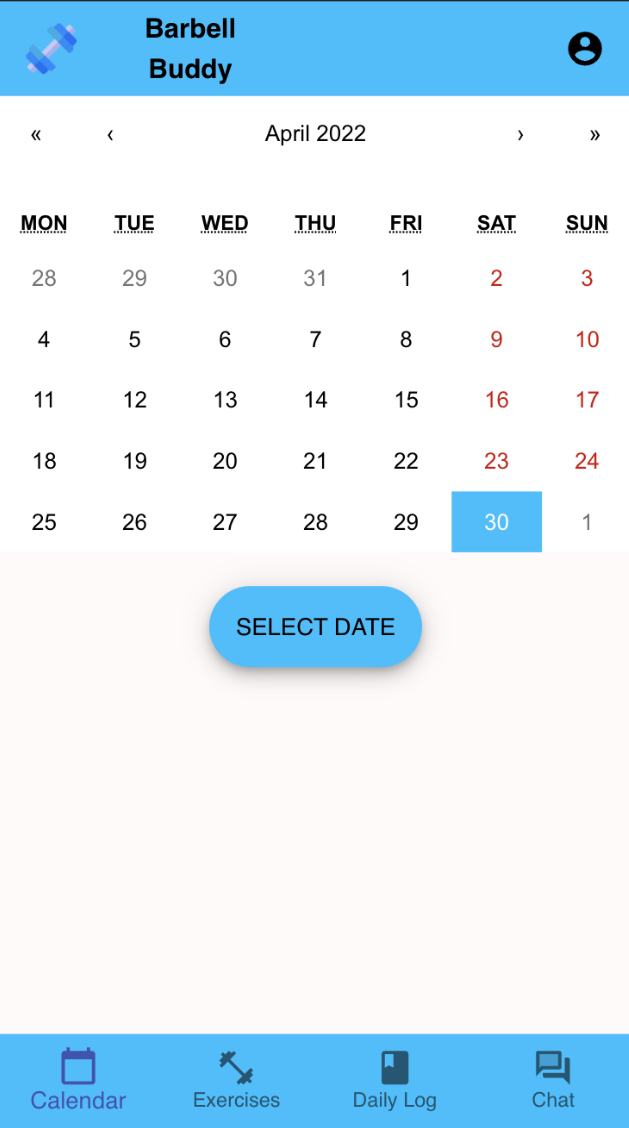 Barbell
Buddy
« ‹ April 2022 › »
MON TUE WED THU FRI SAT SUN
28 29 30 31 1 2 3
4 5 6 7 8 9 10
11 12 13 14 15 16 17
18 19 20 21 22 23 24
25 26 27 28 29 30 1
SELECT DATE
Calendar Exercises Daily Log Chat